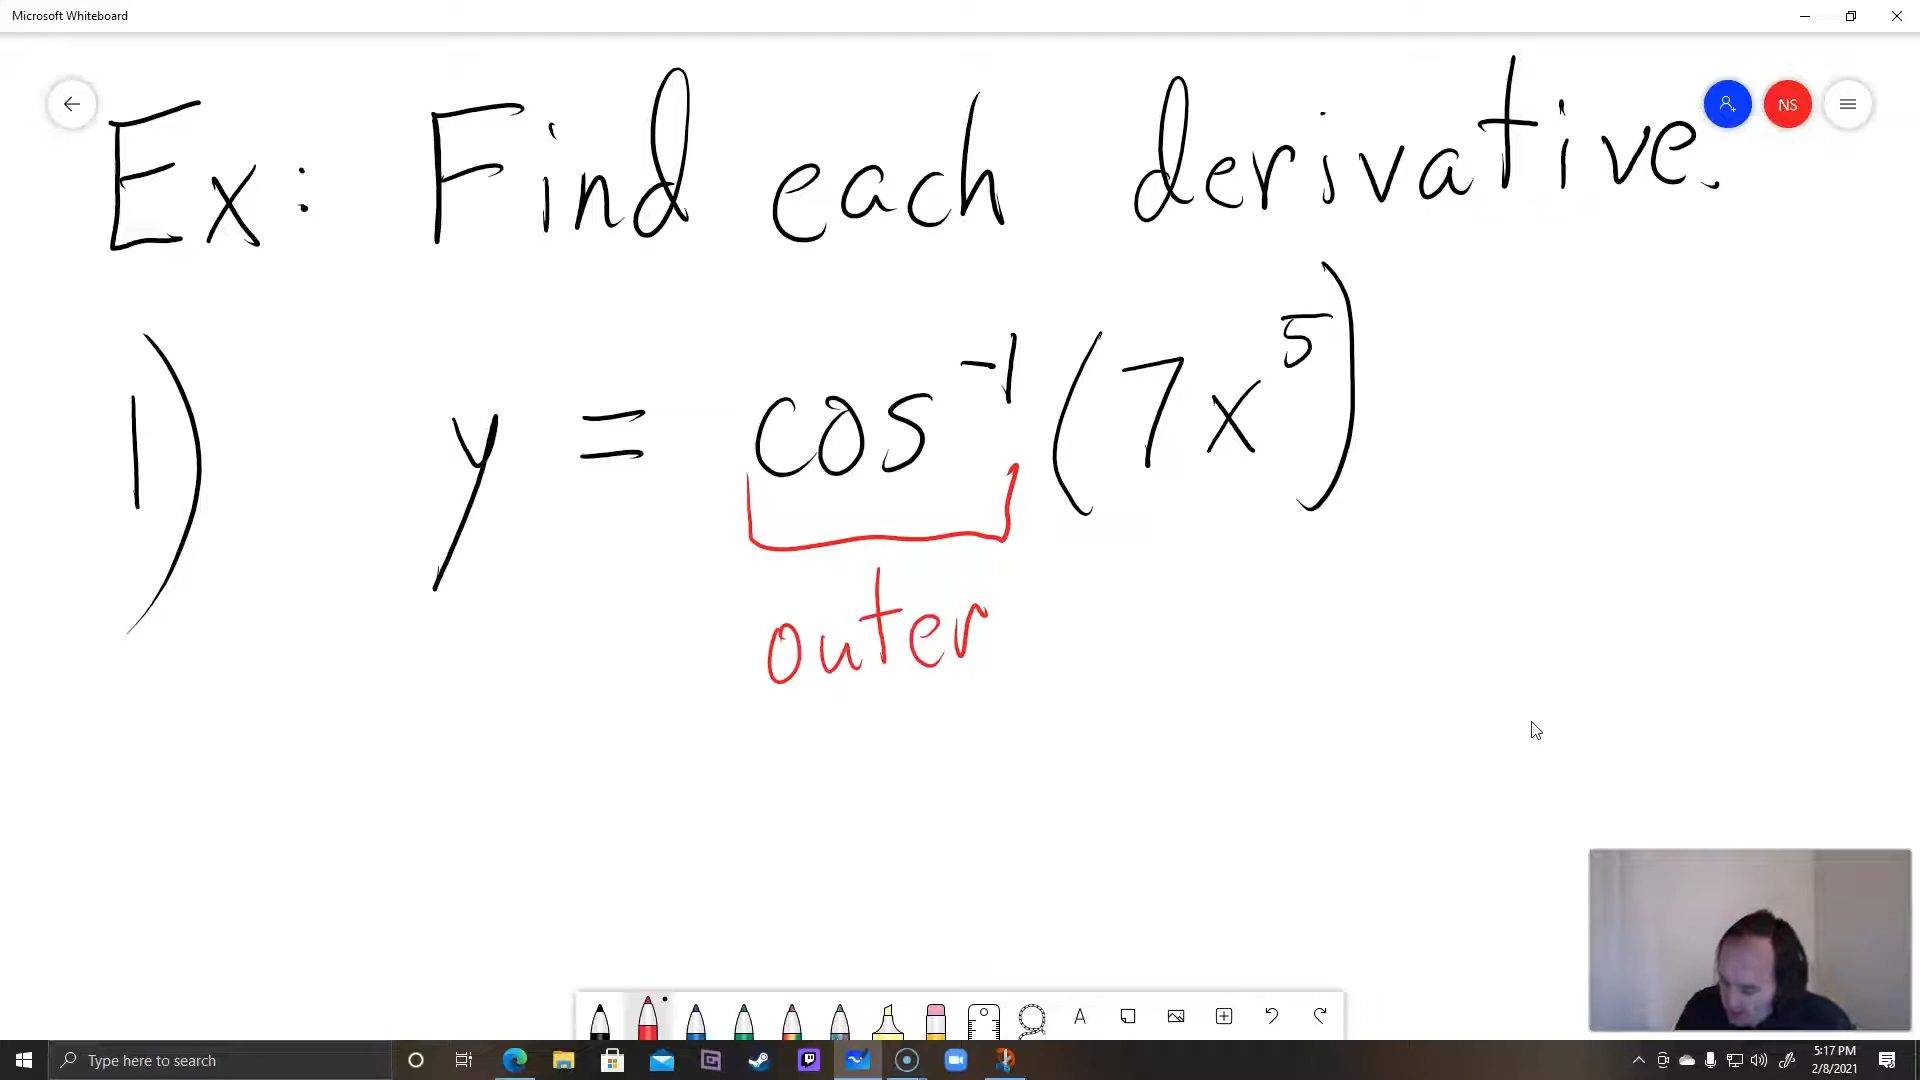 Microsoft Whiteboard
NS
Ex: Find each derivative.
1) y = cos⁻¹(7x⁵)
outer
A
Type here to search
5:17 PM
2/8/2021